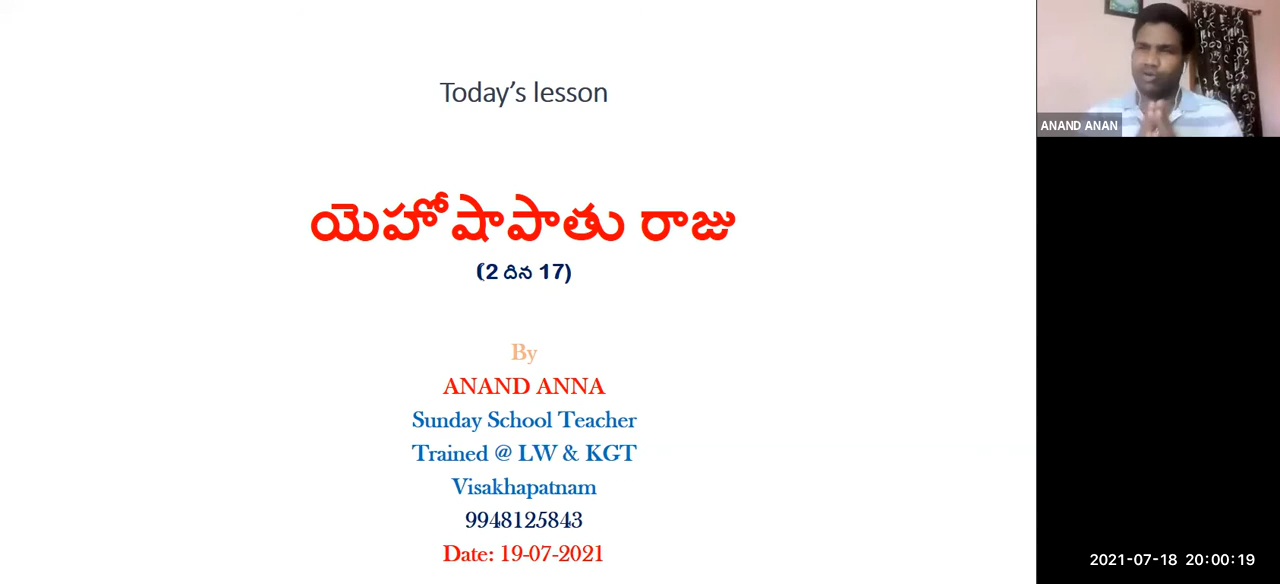 Today's lesson
యెహోషాపాతు రాజు
(2 దిన 17)
By
ANAND ANNA
Sunday School Teacher
Trained @ LW & KGT
Visakhapatnam
9948125843
Date: 19-07-2021
ANAND ANAN
2021-07-18 20:00:19